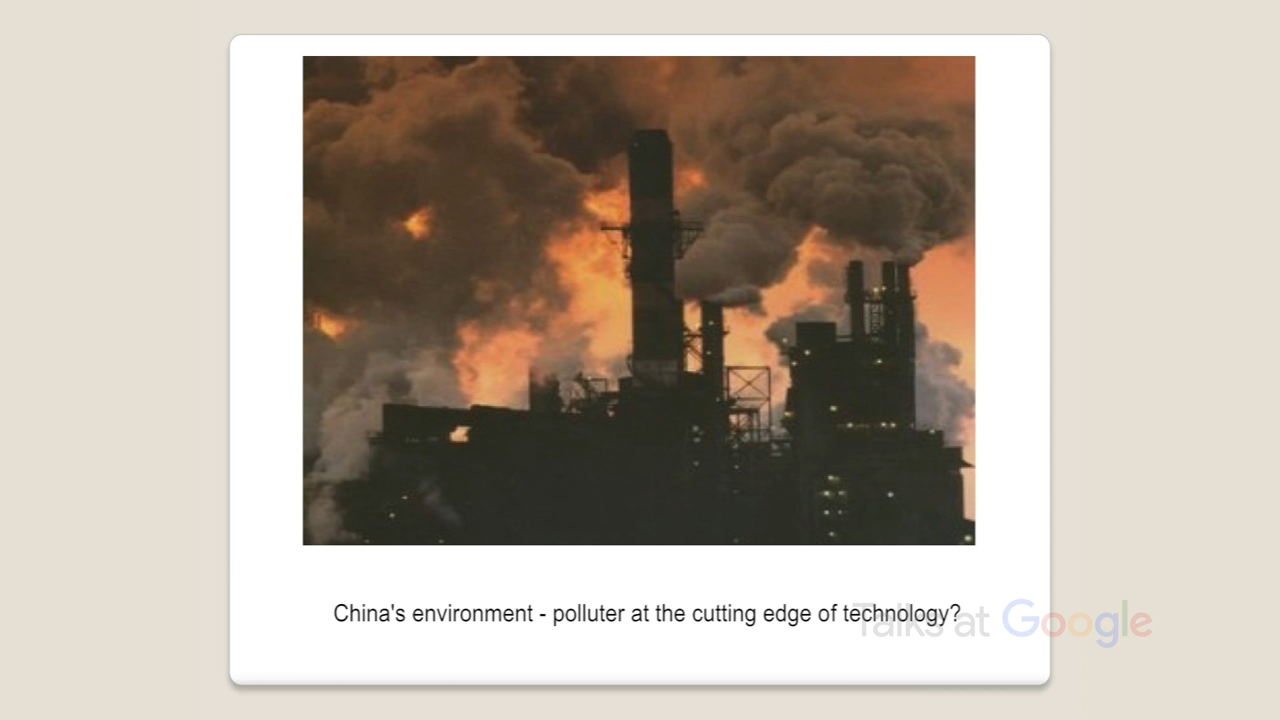 China's environment - polluter at the cutting edge of technology?
Talks at Google